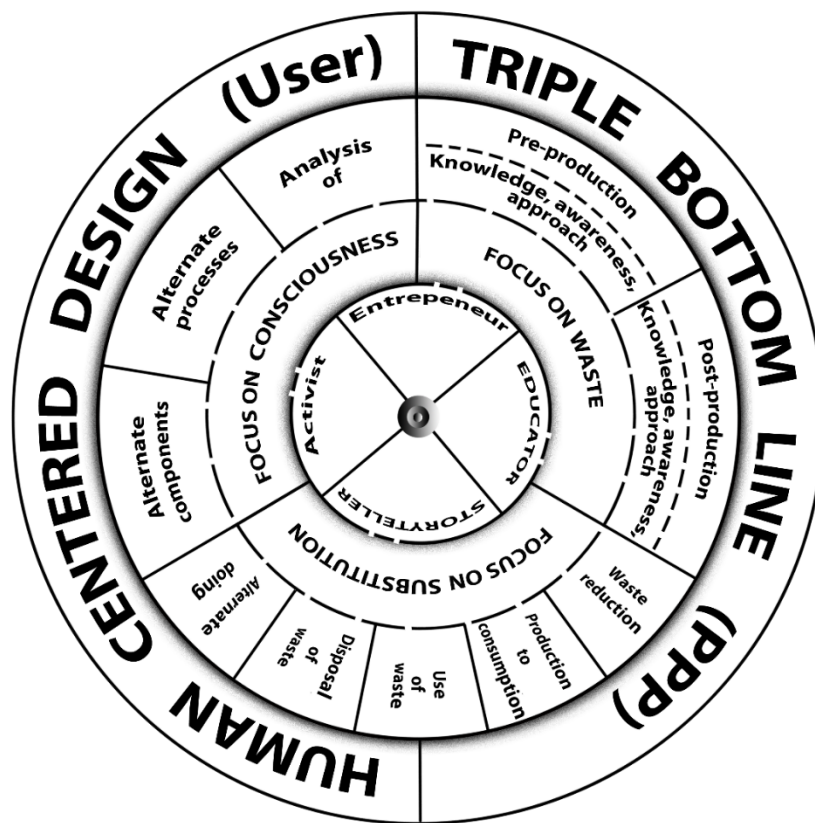 HUMAN CENTERED DESIGN (User)
TRIPLE BOTTOM LINE (PPP)
Analysis
of
Pre-production
Knowledge, awareness,
approach
Post-production
Knowledge, awareness,
approach
Waste
reduction
Production
to
consumption
Use
of
waste
Disposal
of
waste
Alternate
doing
Alternate
components
Alternate
processes
FOCUS ON CONSCIOUSNESS
FOCUS ON WASTE
FOCUS ON SUBSTITUTION
Entrepeneur
EDUCATOR
STORYTELLER
Activist